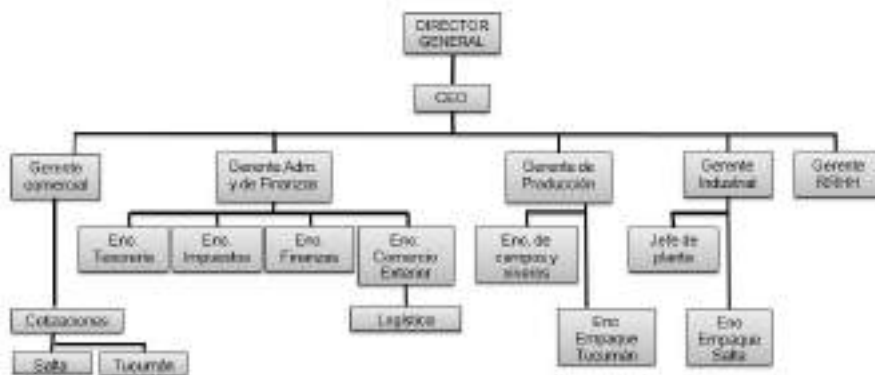 DIRECTOR
GENERAL
CEO
Gerente
comercial
Gerente Adm.
y de Finanzas
Gerente de
Producción
Gerente
Industrial
Gerente
RRHH
Enc.
Tesorería
Enc.
Impuestos
Enc.
Finanzas
Enc.
Comercio
Exterior
Enc. de
campos y
viveros
Jefe de
planta
Cotizaciones
Logística
Enc.
Empaque
Tucumán
Enc.
Empaque
Salta
Salta
Tucumán